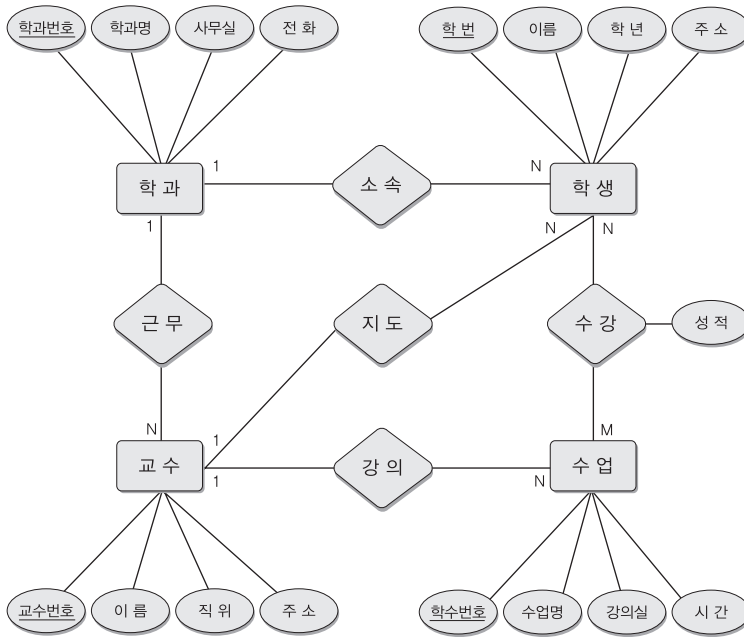 학과번호 학과명 사무실 전 화 학 번 이름 학 년 주 소
1 N
학 과 소 속 학 생
1 N N
근 무 지 도 수 강 성 적
N 1 M
교 수 강 의 수 업
1 N
교수번호 이 름 직 위 주 소 학수번호 수업명 강의실 시 간